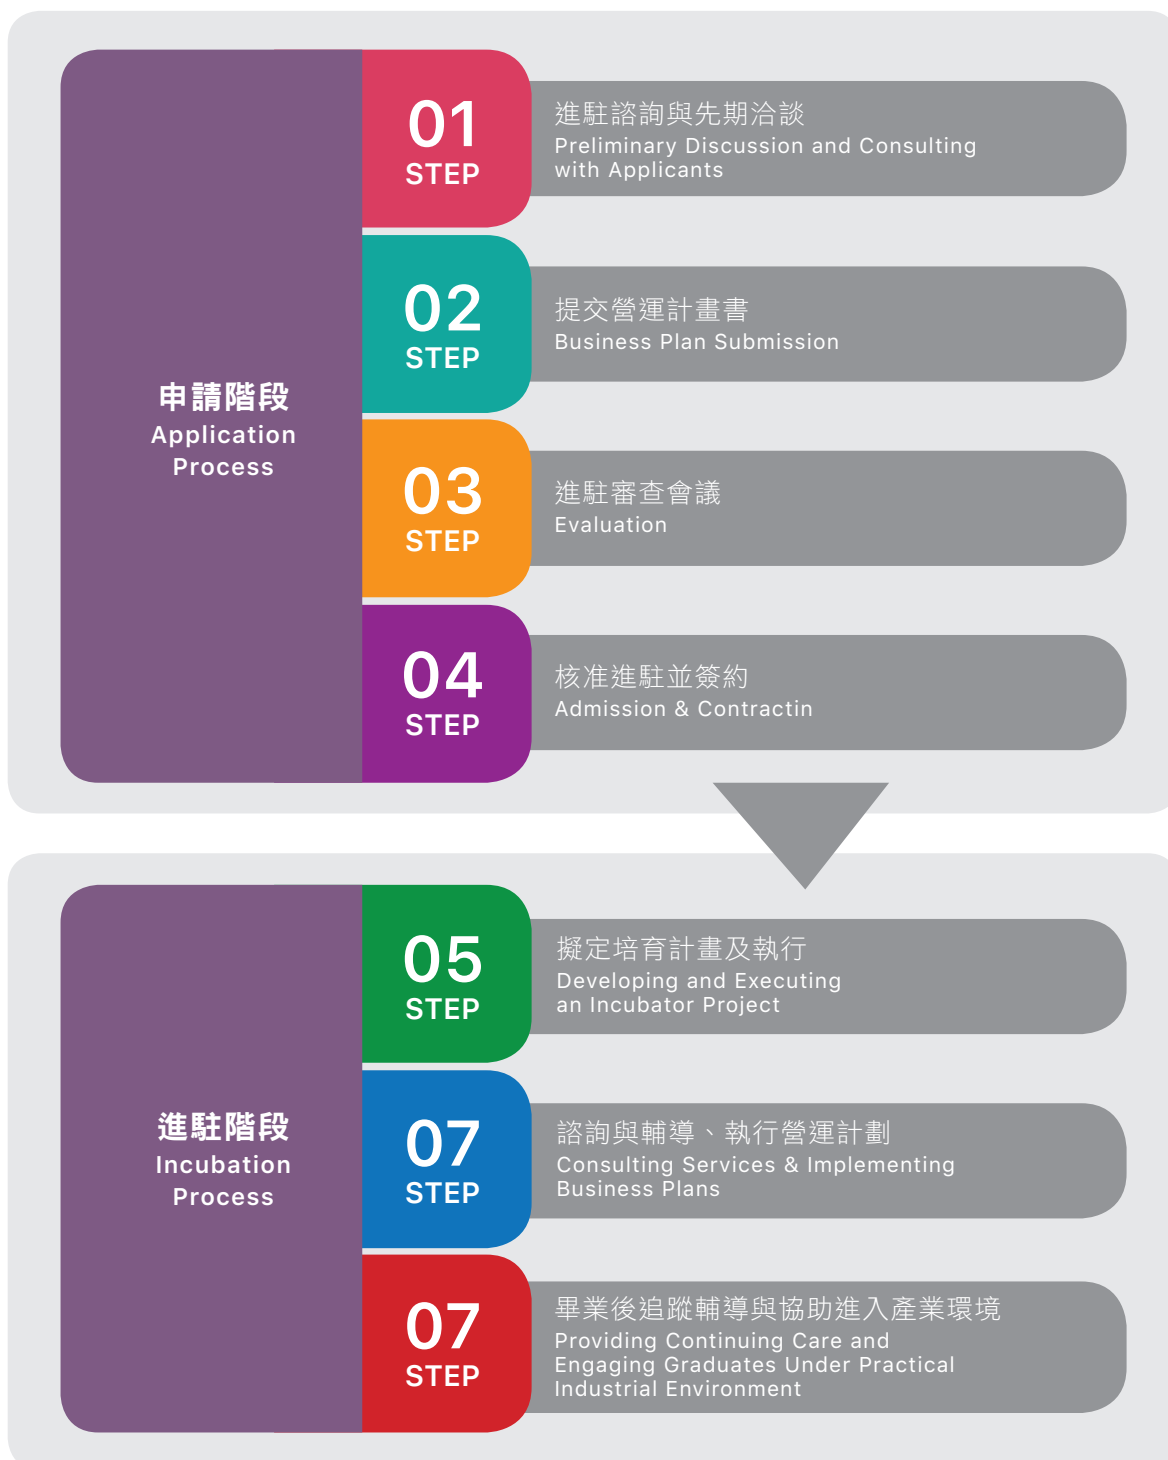 申請階段
Application
Process
01
STEP
進駐諮詢與先期洽談
Preliminary Discussion and Consulting
with Applicants
02
STEP
提交營運計畫書
Business Plan Submission
03
STEP
進駐審查會議
Evaluation
04
STEP
核准進駐並簽約
Admission & Contractin
進駐階段
Incubation
Process
05
STEP
擬定培育計畫及執行
Developing and Executing
an Incubator Project
07
STEP
諮詢與輔導、執行營運計劃
Consulting Services & Implementing
Business Plans
07
STEP
畢業後追蹤輔導與協助進入產業環境
Providing Continuing Care and
Engaging Graduates Under Practical
Industrial Environment